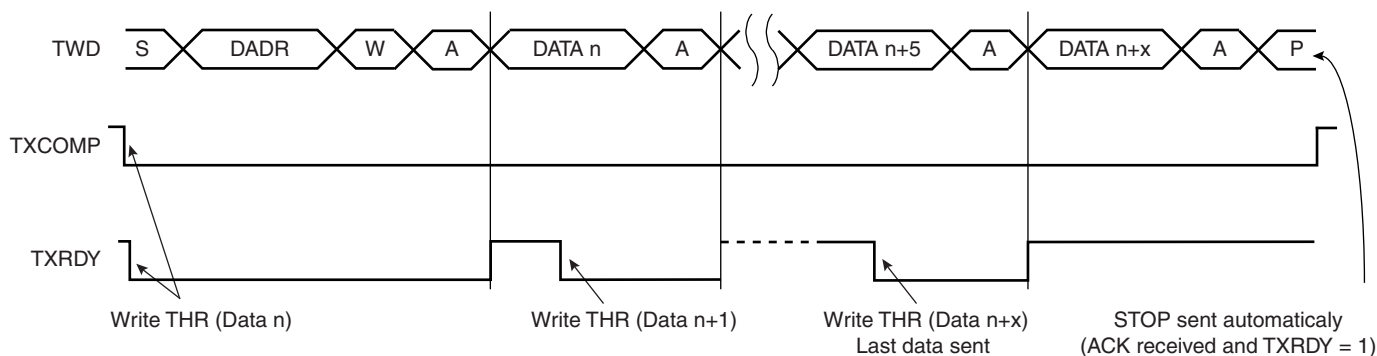 TWD S DADR W A DATA n A DATA n+5 A DATA n+x A P
TXCOMP
TXRDY
Write THR (Data n)
Write THR (Data n+1)
Write THR (Data n+x)
Last data sent
STOP sent automaticaly
(ACK received and TXRDY = 1)